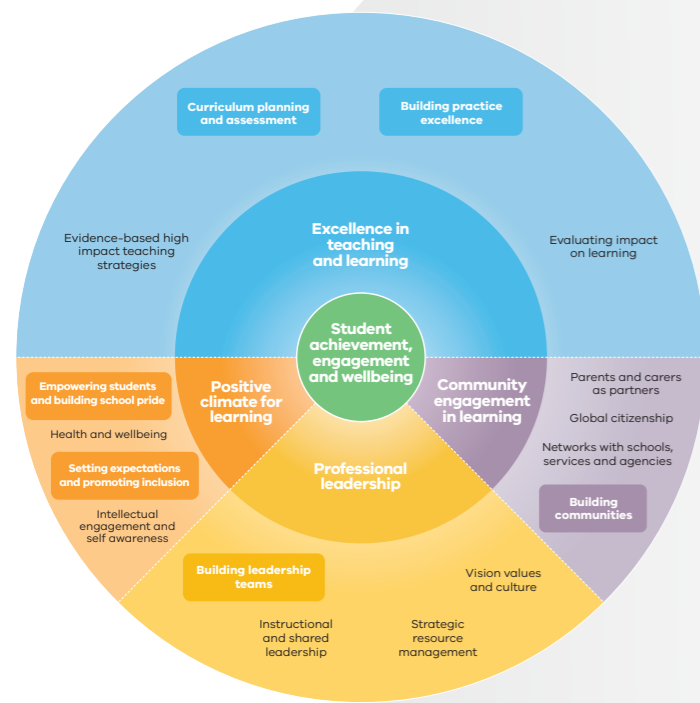 Curriculum planning
and assessment
Building practice
excellence
Evidence-based high
impact teaching
strategies
Excellence in
teaching
and learning
Evaluating impact
on learning
Student
achievement,
engagement
and wellbeing
Empowering students
and building school pride
Health and wellbeing
Setting expectations
and promoting inclusion
Intellectual
engagement and
self awareness
Positive
climate for
learning
Community
engagement
in learning
Parents and carers
as partners
Global citizenship
Networks with schools,
services and agencies
Building
communities
Professional
leadership
Building leadership
teams
Instructional
and shared
leadership
Strategic
resource
management
Vision values
and culture